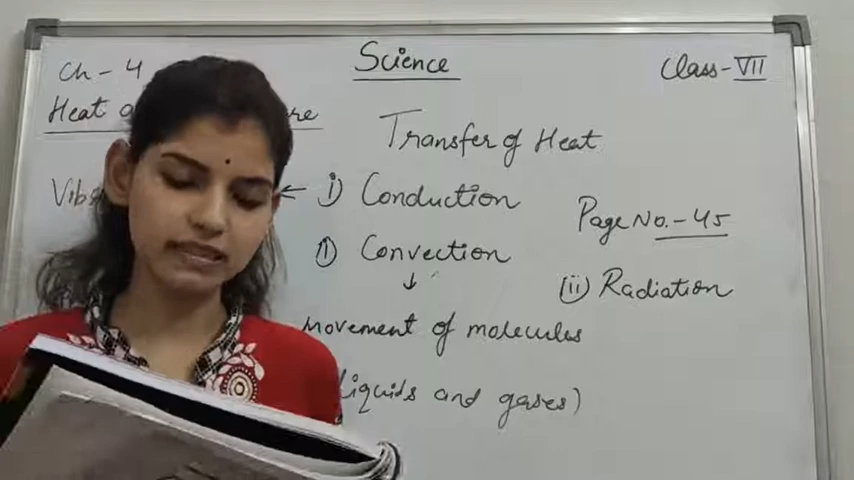 Ch - 4 Science Class - VII
Heat re
Transfer of Heat
Vib ← i) Conduction
Page No. - 45
(i) Convection
↓ (ii) Radiation
Movement of molecules
Liquids and gases)